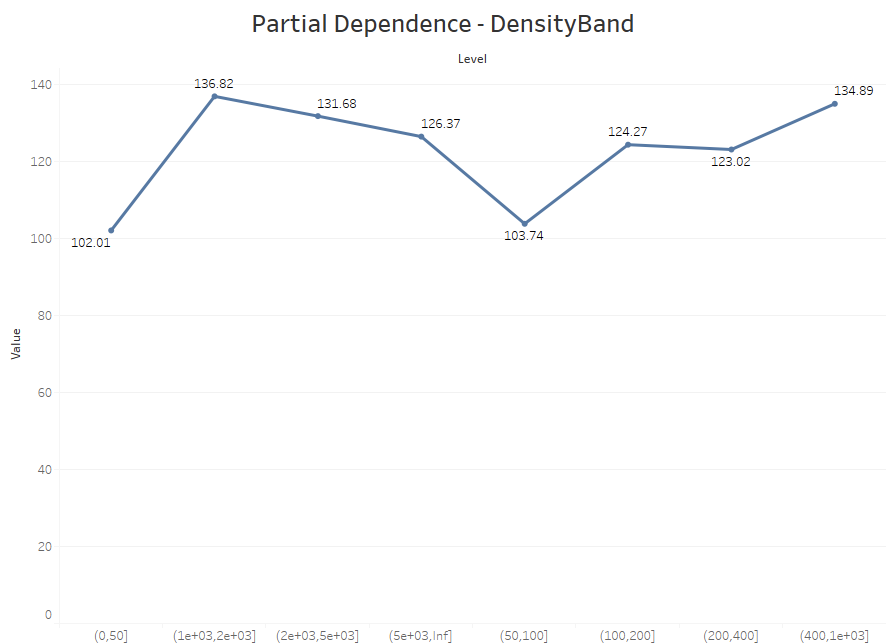 Partial Dependence - DensityBand
Level
140
120
100
80
60
40
20
0
Value
102.01
136.82
131.68
126.37
103.74
124.27
123.02
134.89
(0,50]
(1e+03,2e+03]
(2e+03,5e+03]
(5e+03,Inf]
(50,100]
(100,200]
(200,400]
(400,1e+03]